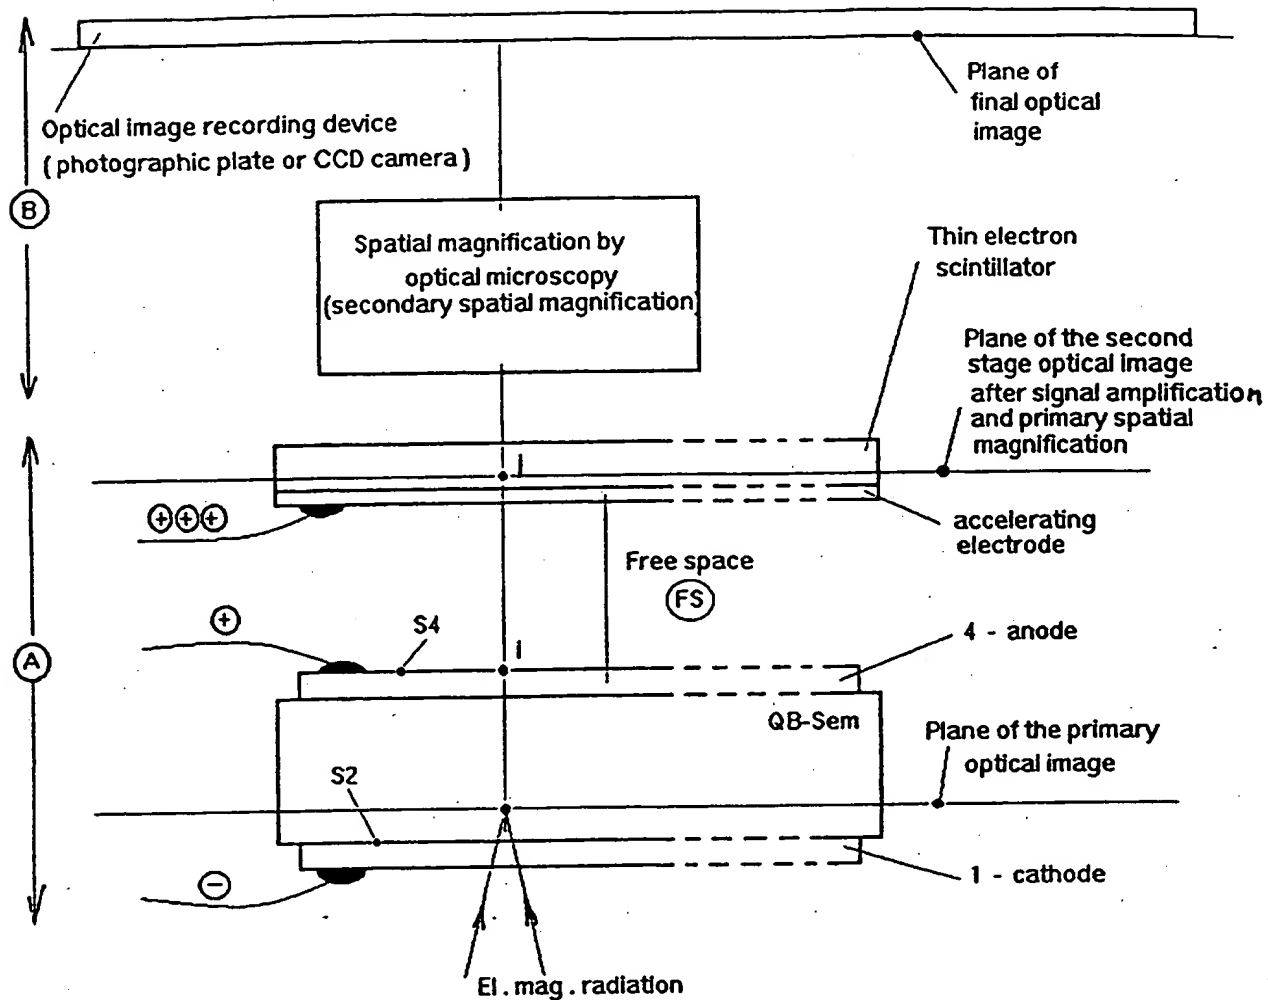 Plane of
final optical
image
Optical image recording device
(photographic plate or CCD camera)
B
Spatial magnification by
optical microscopy
(secondary spatial magnification)
Thin electron
scintillator
Plane of the second
stage optical image
after signal amplification
and primary spatial
magnification
j
+++
accelerating
electrode
Free space
FS
+
S4
i
4 - anode
A
QB-Sem
Plane of the primary
optical image
S2
-
1 - cathode
El. mag. radiation